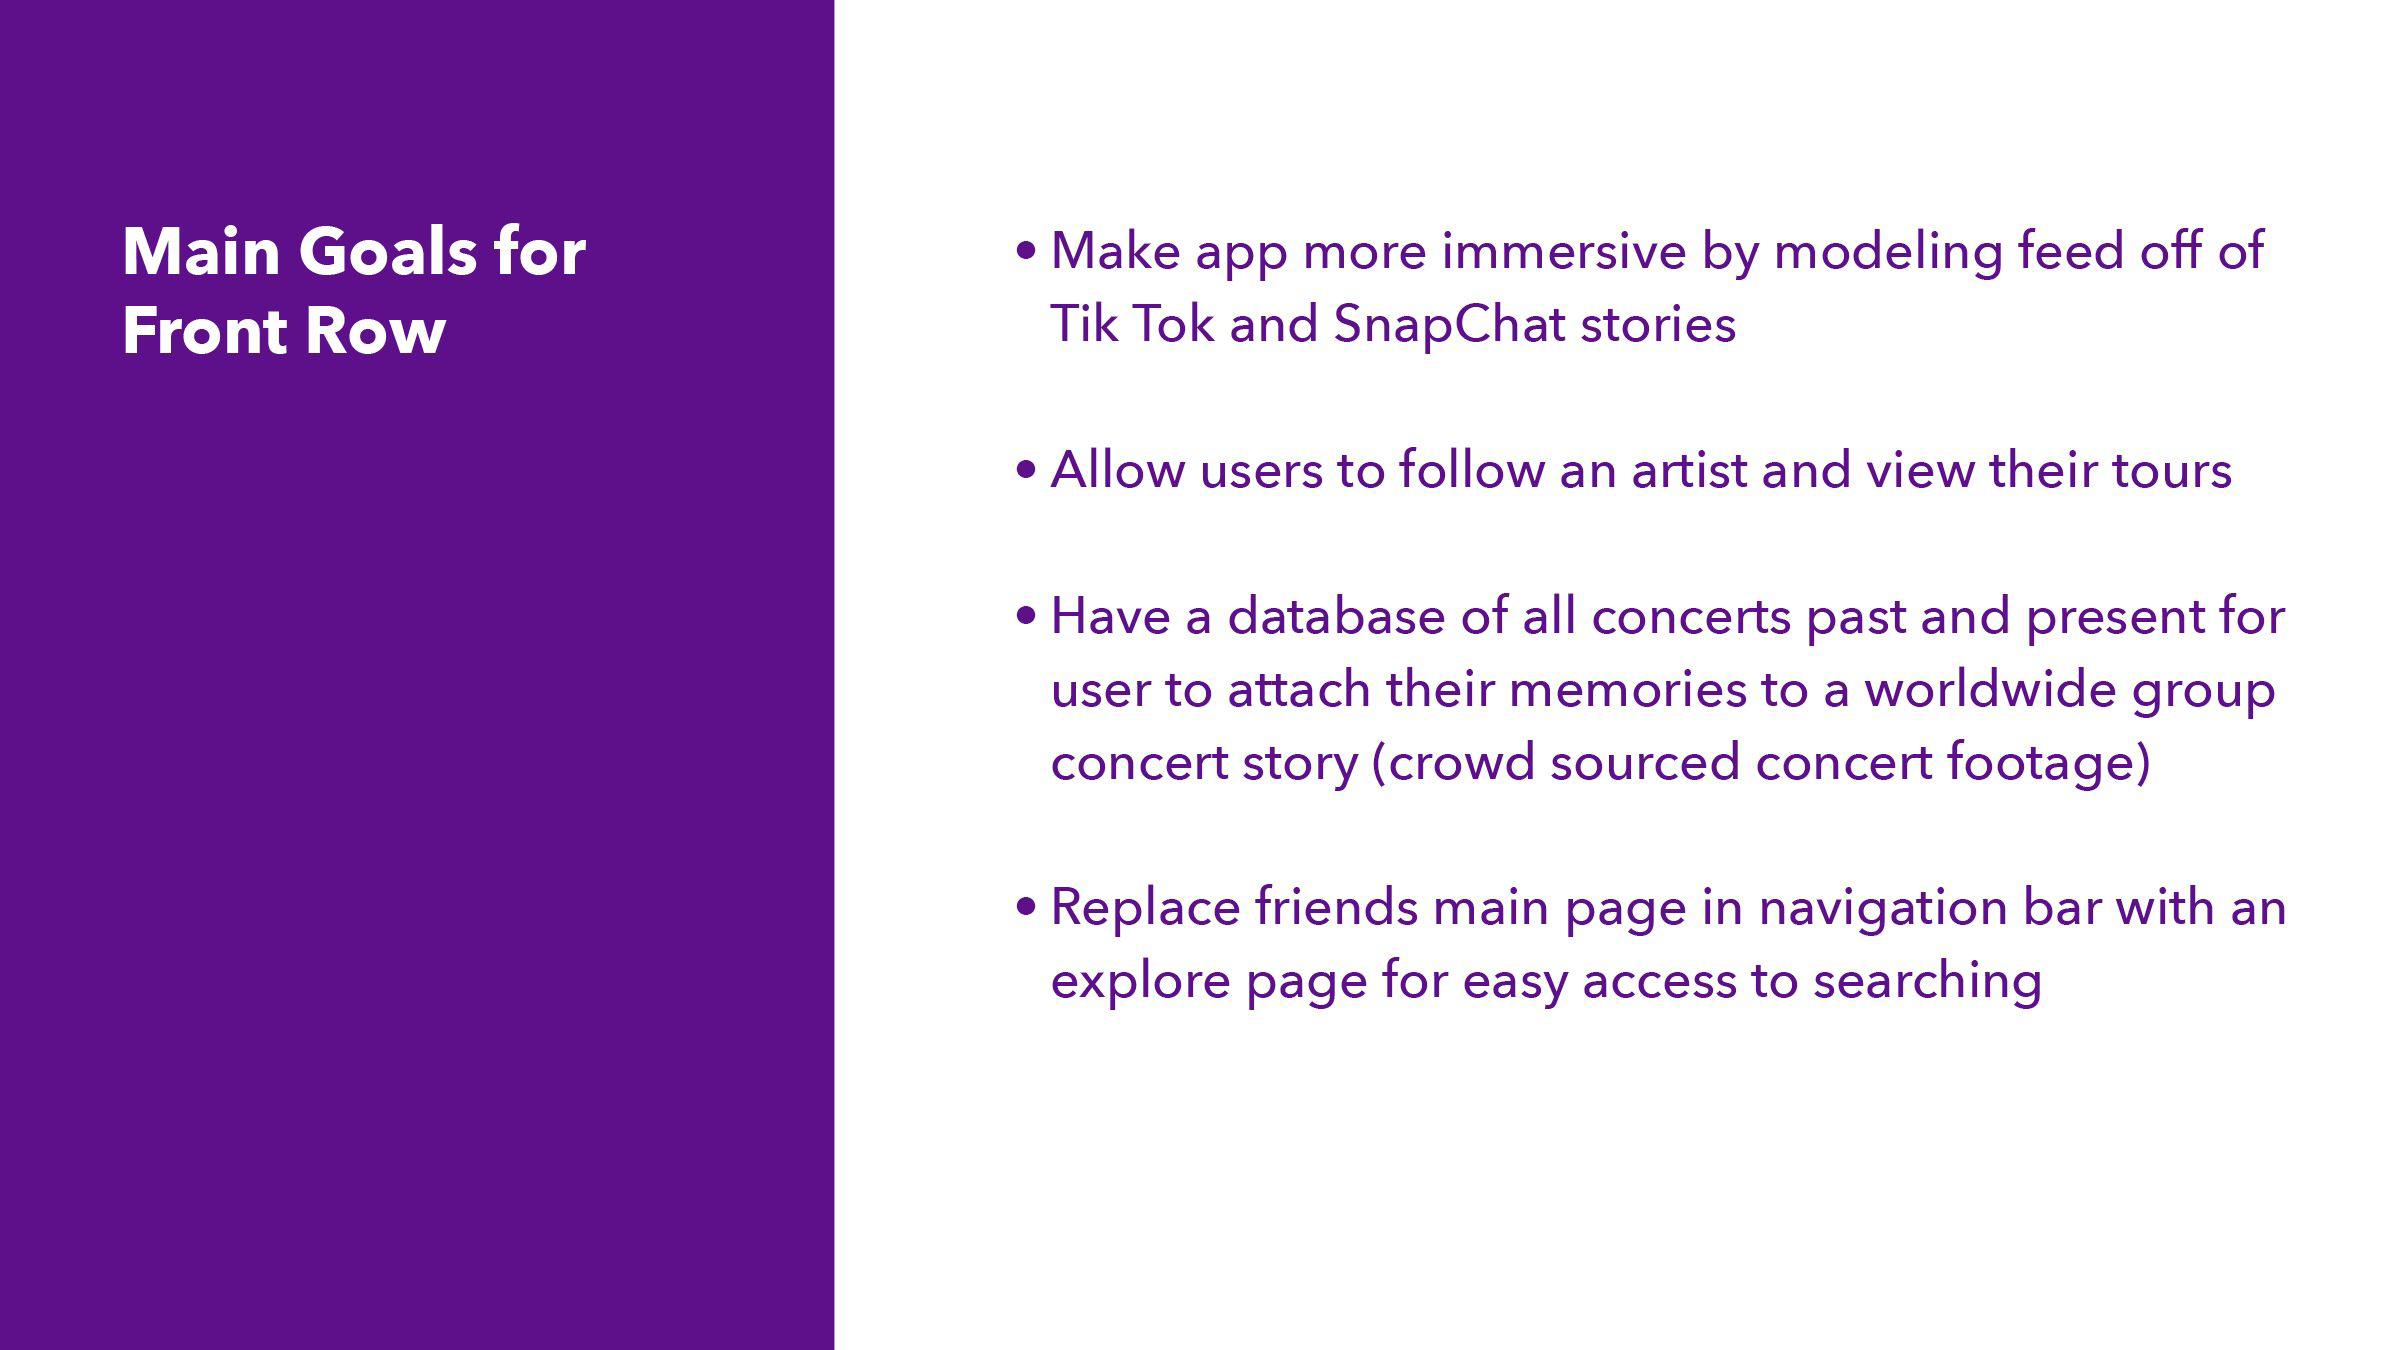 Main Goals for
Front Row
• Make app more immersive by modeling feed off of
Tik Tok and SnapChat stories
• Allow users to follow an artist and view their tours
• Have a database of all concerts past and present for
user to attach their memories to a worldwide group
concert story (crowd sourced concert footage)
• Replace friends main page in navigation bar with an
explore page for easy access to searching